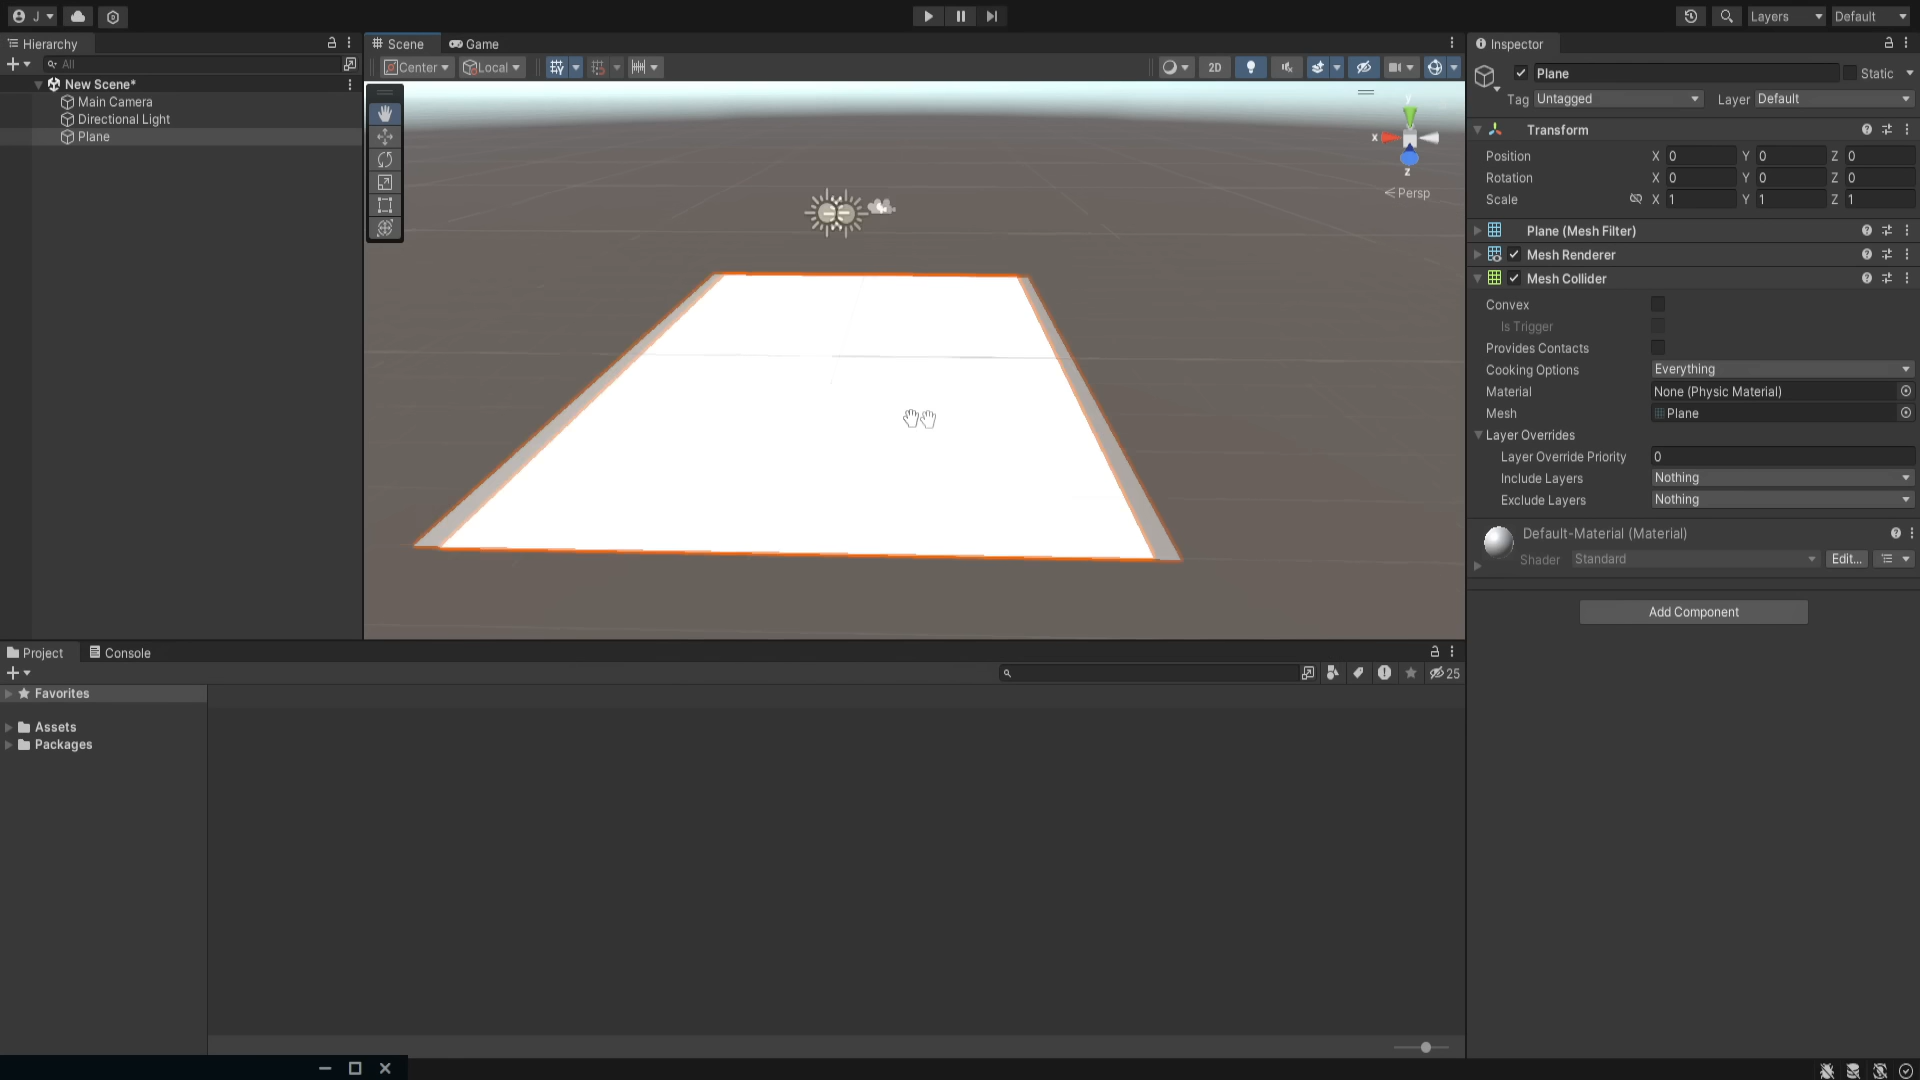 J
Layers
Default
Hierarchy
All
New Scene*
Main Camera
Directional Light
Plane
Scene
Game
Center
Local
2D
x
y
z
Persp
Inspector
Plane
Static
Tag
Untagged
Layer
Default
Transform
Position
X
0
Y
0
Z
0
Rotation
X
0
Y
0
Z
0
Scale
X
1
Y
1
Z
1
Plane (Mesh Filter)
Mesh Renderer
Mesh Collider
Convex
Is Trigger
Provides Contacts
Cooking Options
Everything
Material
None (Physic Material)
Mesh
Plane
Layer Overrides
Layer Override Priority
0
Include Layers
Nothing
Exclude Layers
Nothing
Default-Material (Material)
Shader
Standard
Edit...
Add Component
Project
Console
25
Favorites
Assets
Packages